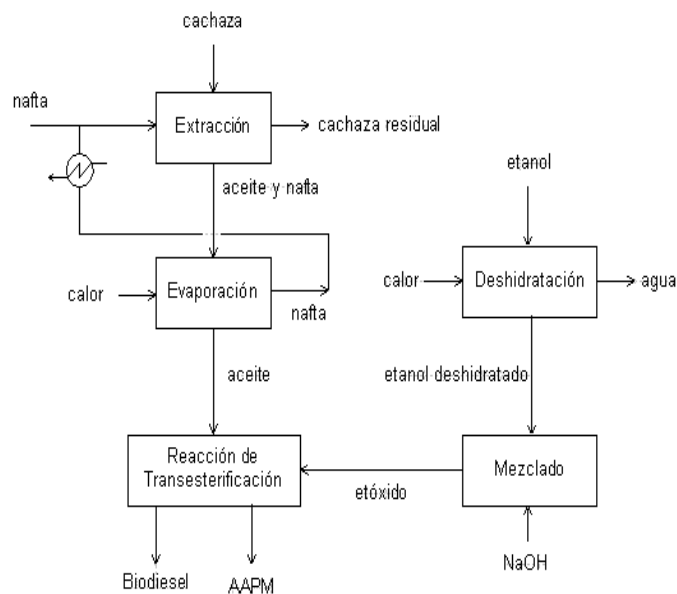 cachaza
nafta
Extracción
cachaza residual
aceite y nafta
etanol
calor
Evaporación
nafta
calor
Deshidratación
agua
aceite
etanol deshidratado
Reacción de
Transesterificación
etóxido
Mezclado
NaOH
Biodiesel
AAPM